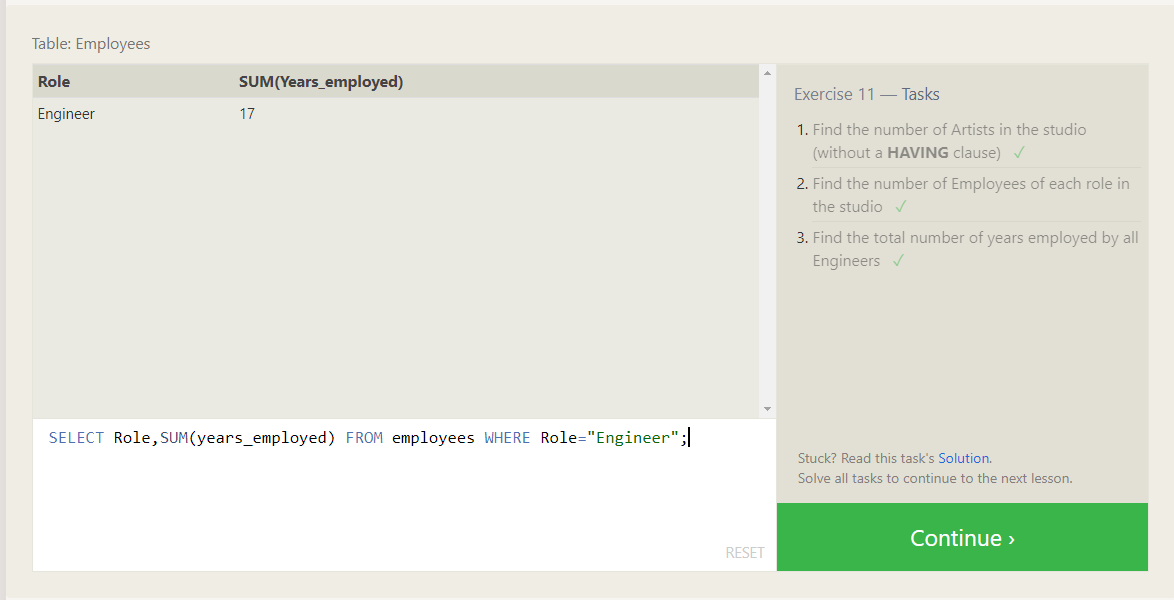 Table: Employees
Role SUM(Years_employed)
Engineer 17
SELECT Role,SUM(years_employed) FROM employees WHERE Role="Engineer";
RESET
Exercise 11 — Tasks
1. Find the number of Artists in the studio
(without a HAVING clause) ✓
2. Find the number of Employees of each role in
the studio ✓
3. Find the total number of years employed by all
Engineers ✓
Stuck? Read this task's Solution.
Solve all tasks to continue to the next lesson.
Continue ›